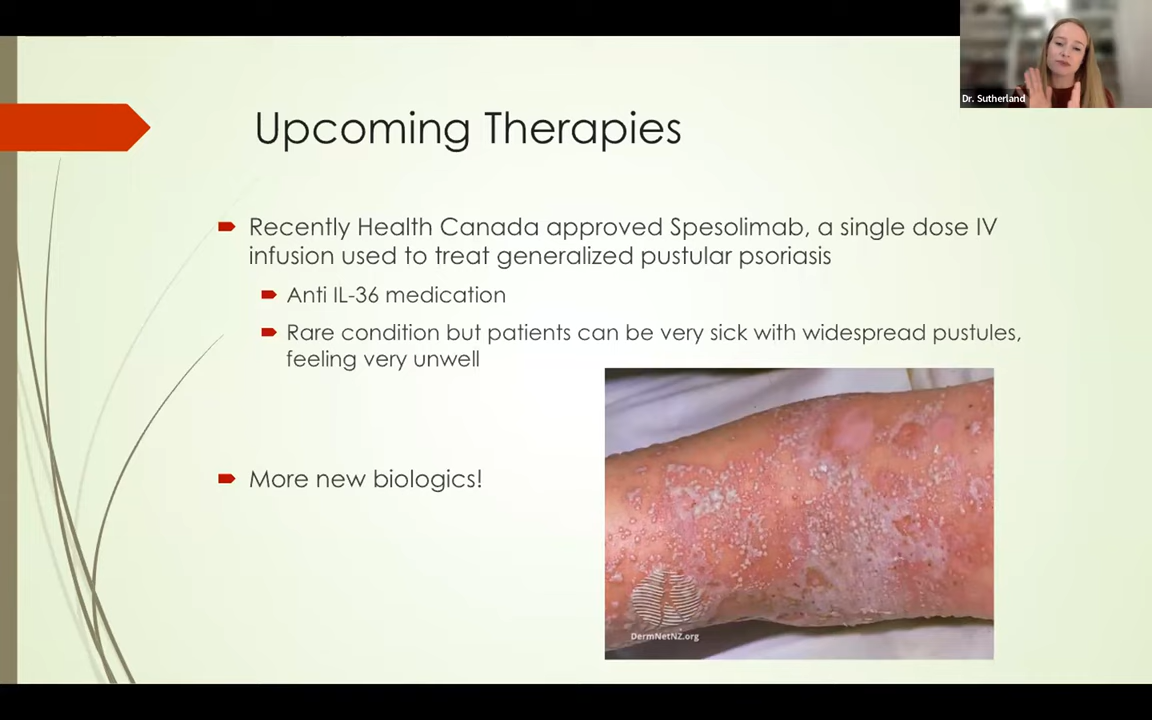 Dr. Sutherland
Upcoming Therapies
Recently Health Canada approved Spesolimab, a single dose IV
infusion used to treat generalized pustular psoriasis
Anti IL-36 medication
Rare condition but patients can be very sick with widespread pustules,
feeling very unwell
More new biologics!
DermNetNZ.org